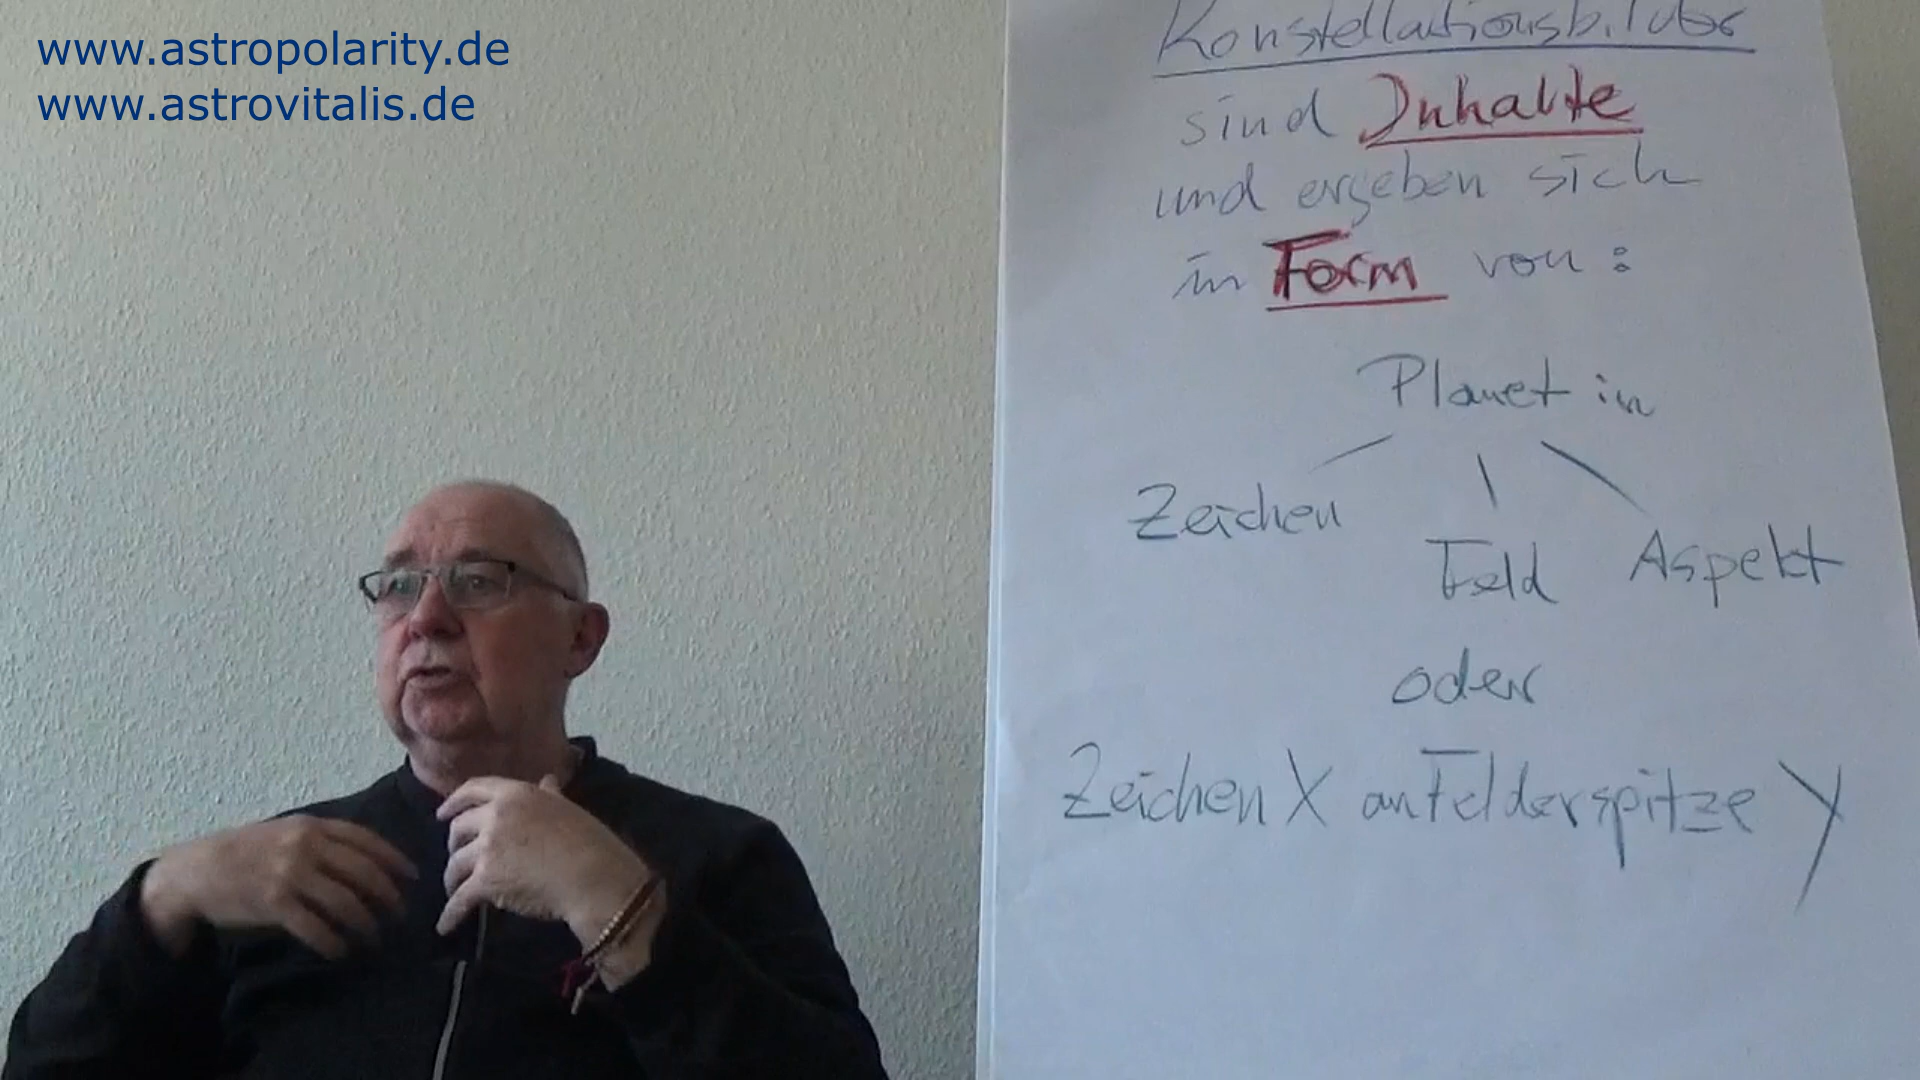 www.astropolarity.de
www.astrovitalis.de
Konstellationsbilder
sind Inhalte
und ergeben sich
in Form von:
Planet in
Zeichen
Feld
Aspekt
oder
Zeichen X an Felderspitze Y